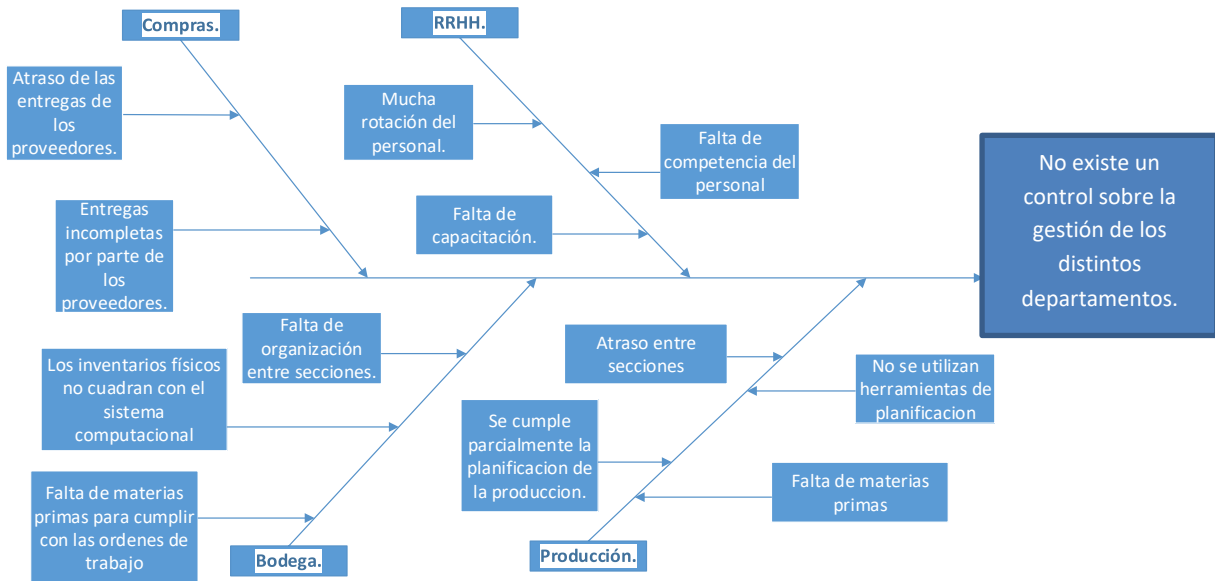 Compras.
RRHH.
Atraso de las
entregas de
los
proveedores.
Mucha
rotación del
personal.
Falta de
competencia del
personal
No existe un
control sobre la
gestión de los
distintos
departamentos.
Entregas
incompletas
por parte de
los
proveedores.
Falta de
capacitación.
Falta de
organización
entre secciones.
Atraso entre
secciones
Los inventarios físicos
no cuadran con el
sistema
computacional
No se utilizan
herramientas de
planificacion
Se cumple
parcialmente la
planificacion de
la produccion.
Falta de materias
primas para cumplir
con las ordenes de
trabajo
Falta de materias
primas
Bodega.
Producción.